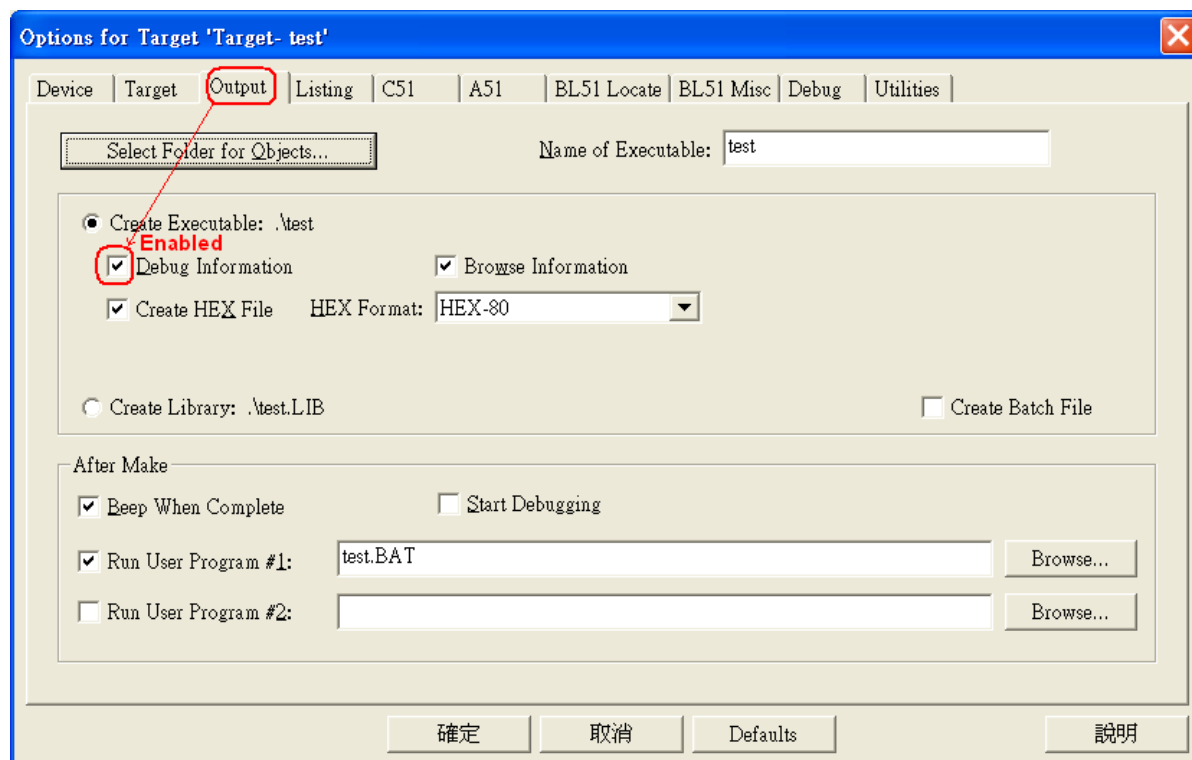 Options for Target 'Target- test'
Device Target Output Listing C51 A51 BL51 Locate BL51 Misc Debug Utilities
Select Folder for Objects... Name of Executable: test
Create Executable: .\test
Enabled
Debug Information Browse Information
Create HEX File HEX Format: HEX-80
Create Library: .\test.LIB Create Batch File
After Make
Beep When Complete Start Debugging
Run User Program #1: test.BAT Browse...
Run User Program #2: Browse...
確定 取消 Defaults 說明